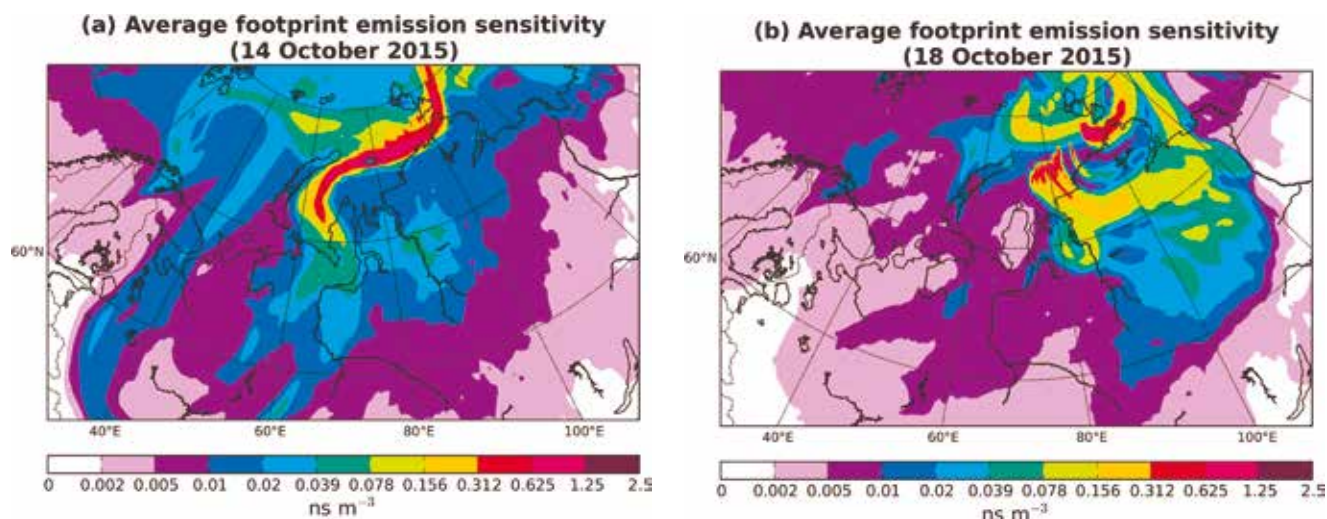 (a) Average footprint emission sensitivity
(14 October 2015)
60°N
40°E 60°E 80°E 100°E
0 0.002 0.005 0.01 0.02 0.039 0.078 0.156 0.312 0.625 1.25 2.5
ns m⁻³
(b) Average footprint emission sensitivity
(18 October 2015)
60°N
40°E 60°E 80°E 100°E
0 0.002 0.005 0.01 0.02 0.039 0.078 0.156 0.312 0.625 1.25 2.5
ns m⁻³